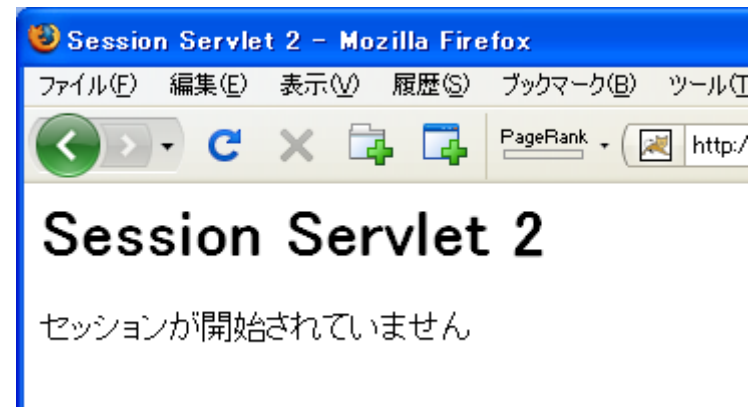 Session Servlet 2 - Mozilla Firefox
ファイル(F) 編集(E) 表示(V) 履歴(S) ブックマーク(B) ツール(T
PageRank http:/
Session Servlet 2
セッションが開始されていません